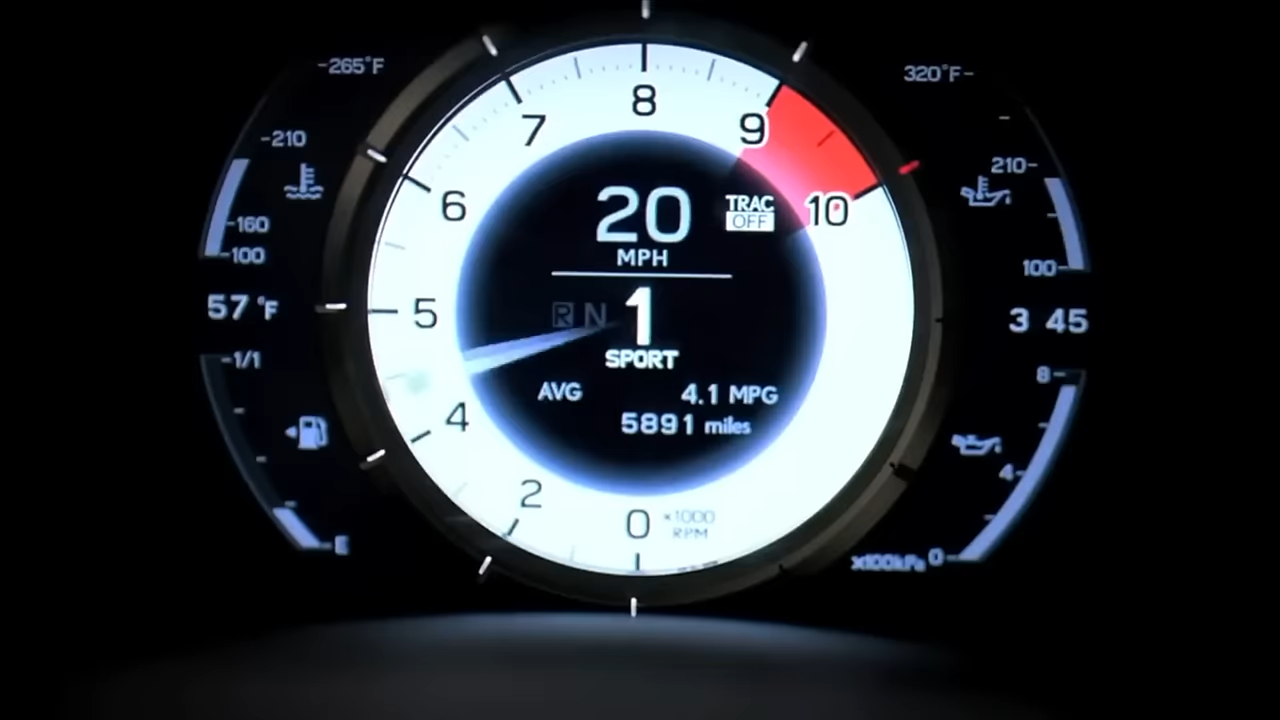 -265°F
-210
-160
-100
57 °F
-1/1
E
7
8
9
6
10
5
4
2
0
×1000
RPM
20
MPH
TRAC
OFF
R N 1
SPORT
AVG 4.1 MPG
5891 miles
320°F-
210-
100-
3 45
8-
4-
×100kPa 0-